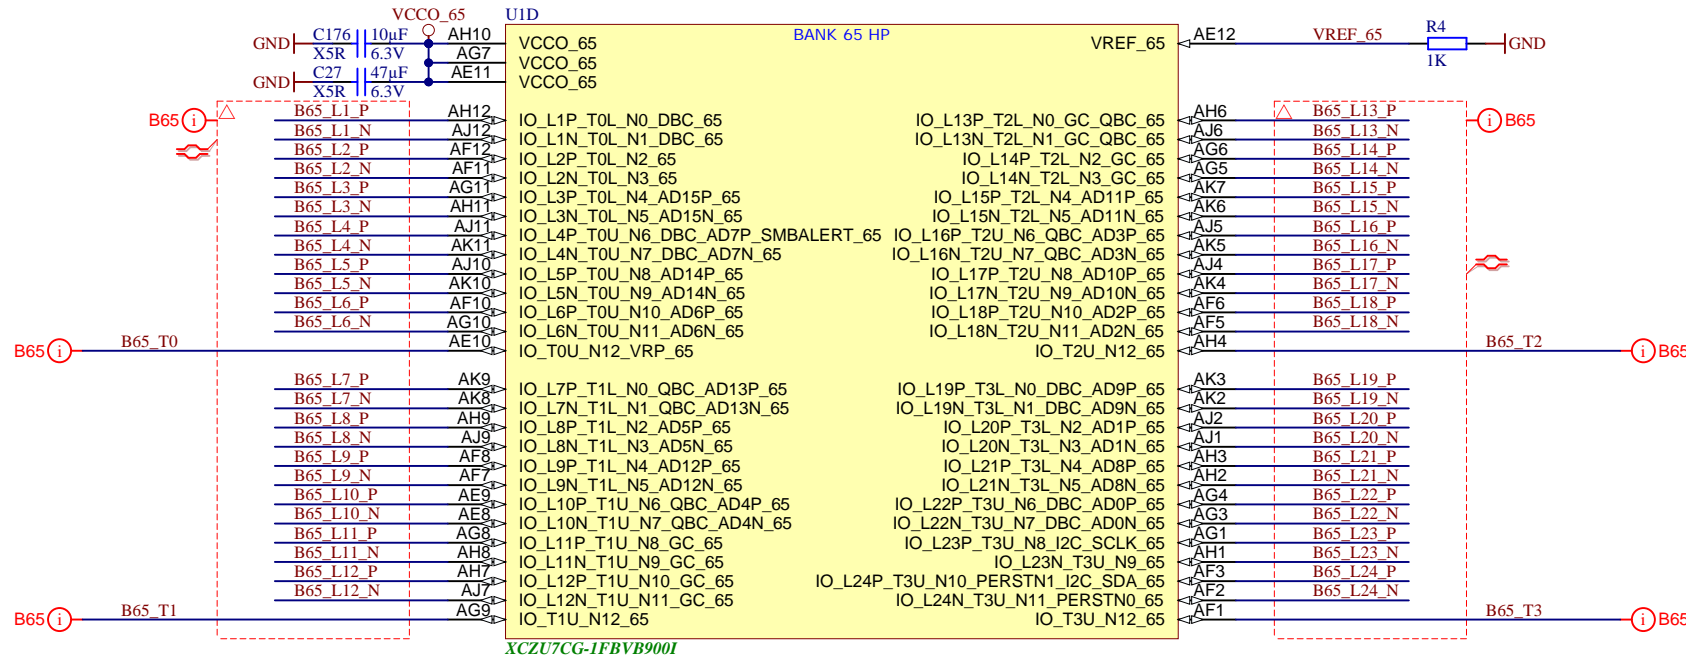 VCCO_65 U1D
GND C176 10µF AH10 VCCO_65 BANK 65 HP VREF_65 AE12 VREF_65 R4 GND
X5R 6.3V AG7 VCCO_65 1K
GND C27 47µF AE11 VCCO_65
X5R 6.3V
B65 i B65_L1_P AH12 IO_L1P_T0L_N0_DBC_65 IO_L13P_T2L_N0_GC_QBC_65 AH6 B65_L13_P i B65
B65_L1_N AJ12 IO_L1N_T0L_N1_DBC_65 IO_L13N_T2L_N1_GC_QBC_65 AJ6 B65_L13_N
B65_L2_P AF12 IO_L2P_T0L_N2_65 IO_L14P_T2L_N2_GC_65 AG6 B65_L14_P
B65_L2_N AF11 IO_L2N_T0L_N3_65 IO_L14N_T2L_N3_GC_65 AG5 B65_L14_N
B65_L3_P AG11 IO_L3P_T0L_N4_AD15P_65 IO_L15P_T2L_N4_AD11P_65 AK7 B65_L15_P
B65_L3_N AH11 IO_L3N_T0L_N5_AD15N_65 IO_L15N_T2L_N5_AD11N_65 AK6 B65_L15_N
B65_L4_P AJ11 IO_L4P_T0U_N6_DBC_AD7P_SMBALERT_65 IO_L16P_T2U_N6_QBC_AD3P_65 AJ5 B65_L16_P
B65_L4_N AK11 IO_L4N_T0U_N7_DBC_AD7N_65 IO_L16N_T2U_N7_QBC_AD3N_65 AK5 B65_L16_N
B65_L5_P AJ10 IO_L5P_T0U_N8_AD14P_65 IO_L17P_T2U_N8_AD10P_65 AJ4 B65_L17_P
B65_L5_N AK10 IO_L5N_T0U_N9_AD14N_65 IO_L17N_T2U_N9_AD10N_65 AK4 B65_L17_N
B65_L6_P AF10 IO_L6P_T0U_N10_AD6P_65 IO_L18P_T2U_N10_AD2P_65 AF6 B65_L18_P
B65_L6_N AG10 IO_L6N_T0U_N11_AD6N_65 IO_L18N_T2U_N11_AD2N_65 AF5 B65_L18_N
B65 i B65_T0 AE10 IO_T0U_N12_VRP_65 IO_T2U_N12_65 AH4 B65_T2 i B65
B65_L7_P AK9 IO_L7P_T1L_N0_QBC_AD13P_65 IO_L19P_T3L_N0_DBC_AD9P_65 AK3 B65_L19_P
B65_L7_N AK8 IO_L7N_T1L_N1_QBC_AD13N_65 IO_L19N_T3L_N1_DBC_AD9N_65 AK2 B65_L19_N
B65_L8_P AH9 IO_L8P_T1L_N2_AD5P_65 IO_L20P_T3L_N2_AD1P_65 AJ2 B65_L20_P
B65_L8_N AJ9 IO_L8N_T1L_N3_AD5N_65 IO_L20N_T3L_N3_AD1N_65 AJ1 B65_L20_N
B65_L9_P AF8 IO_L9P_T1L_N4_AD12P_65 IO_L21P_T3L_N4_AD8P_65 AH3 B65_L21_P
B65_L9_N AF7 IO_L9N_T1L_N5_AD12N_65 IO_L21N_T3L_N5_AD8N_65 AH2 B65_L21_N
B65_L10_P AE9 IO_L10P_T1U_N6_QBC_AD4P_65 IO_L22P_T3U_N6_DBC_AD0P_65 AG4 B65_L22_P
B65_L10_N AE8 IO_L10N_T1U_N7_QBC_AD4N_65 IO_L22N_T3U_N7_DBC_AD0N_65 AG3 B65_L22_N
B65_L11_P AG8 IO_L11P_T1U_N8_GC_65 IO_L23P_T3U_N8_I2C_SCLK_65 AG1 B65_L23_P
B65_L11_N AH8 IO_L11N_T1U_N9_GC_65 IO_L23N_T3U_N9_65 AH1 B65_L23_N
B65_L12_P AH7 IO_L12P_T1U_N10_GC_65 IO_L24P_T3U_N10_PERSTN1_I2C_SDA_65 AF3 B65_L24_P
B65_L12_N AJ7 IO_L12N_T1U_N11_GC_65 IO_L24N_T3U_N11_PERSTN0_65 AF2 B65_L24_N
B65 i B65_T1 AG9 IO_T1U_N12_65 IO_T3U_N12_65 AF1 B65_T3 i B65
XCZU7CG-1FBVB900I